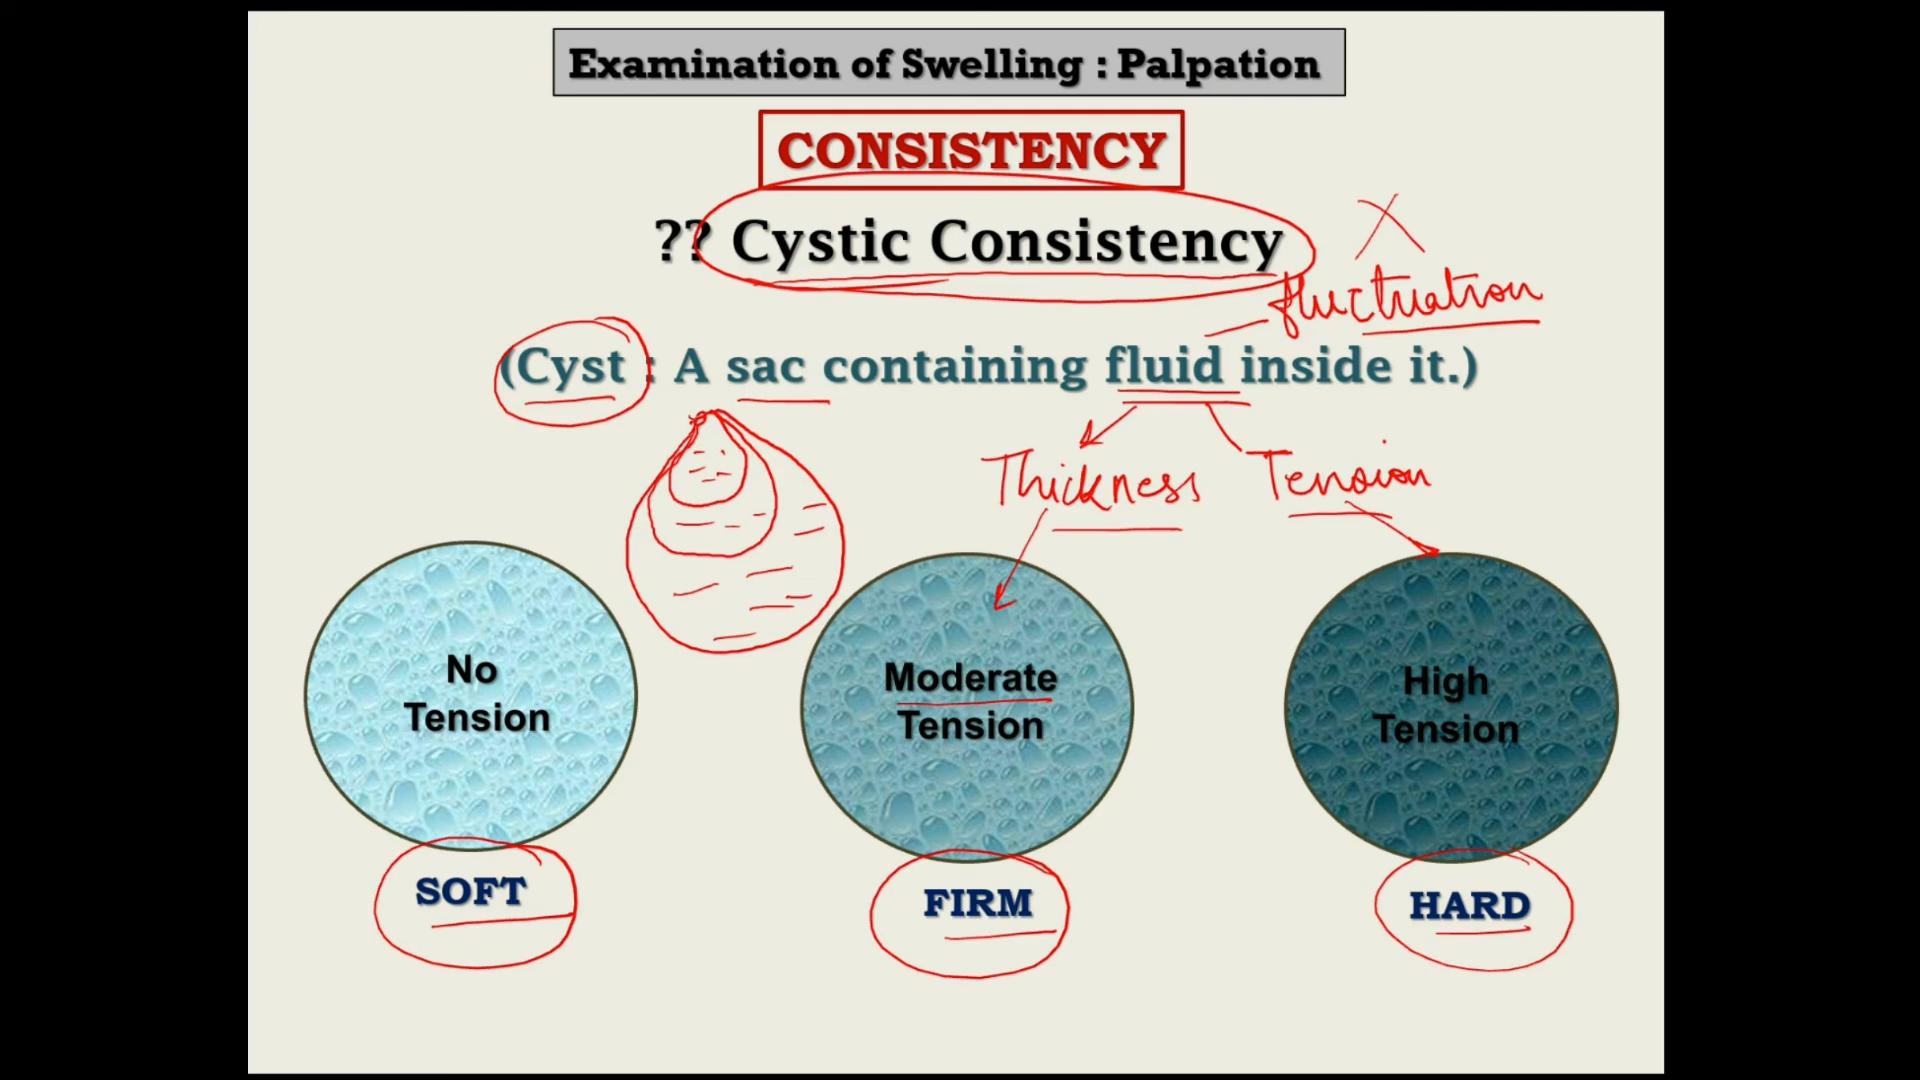 Examination of Swelling : Palpation
CONSISTENCY
?? Cystic Consistency
fluctuation
(Cyst : A sac containing fluid inside it.)
Thickness Tension
No
Tension
Moderate
Tension
High
Tension
SOFT
FIRM
HARD